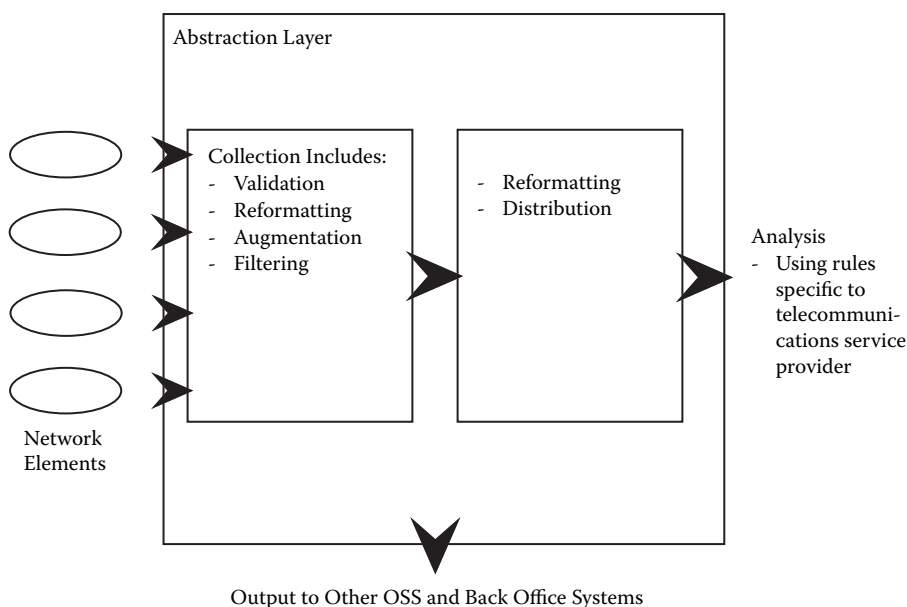 Abstraction Layer
Collection Includes:
- Validation
- Reformatting
- Augmentation
- Filtering
- Reformatting
- Distribution
Analysis
- Using rules
specific to
telecommuni-
cations service
provider
Network
Elements
Output to Other OSS and Back Office Systems